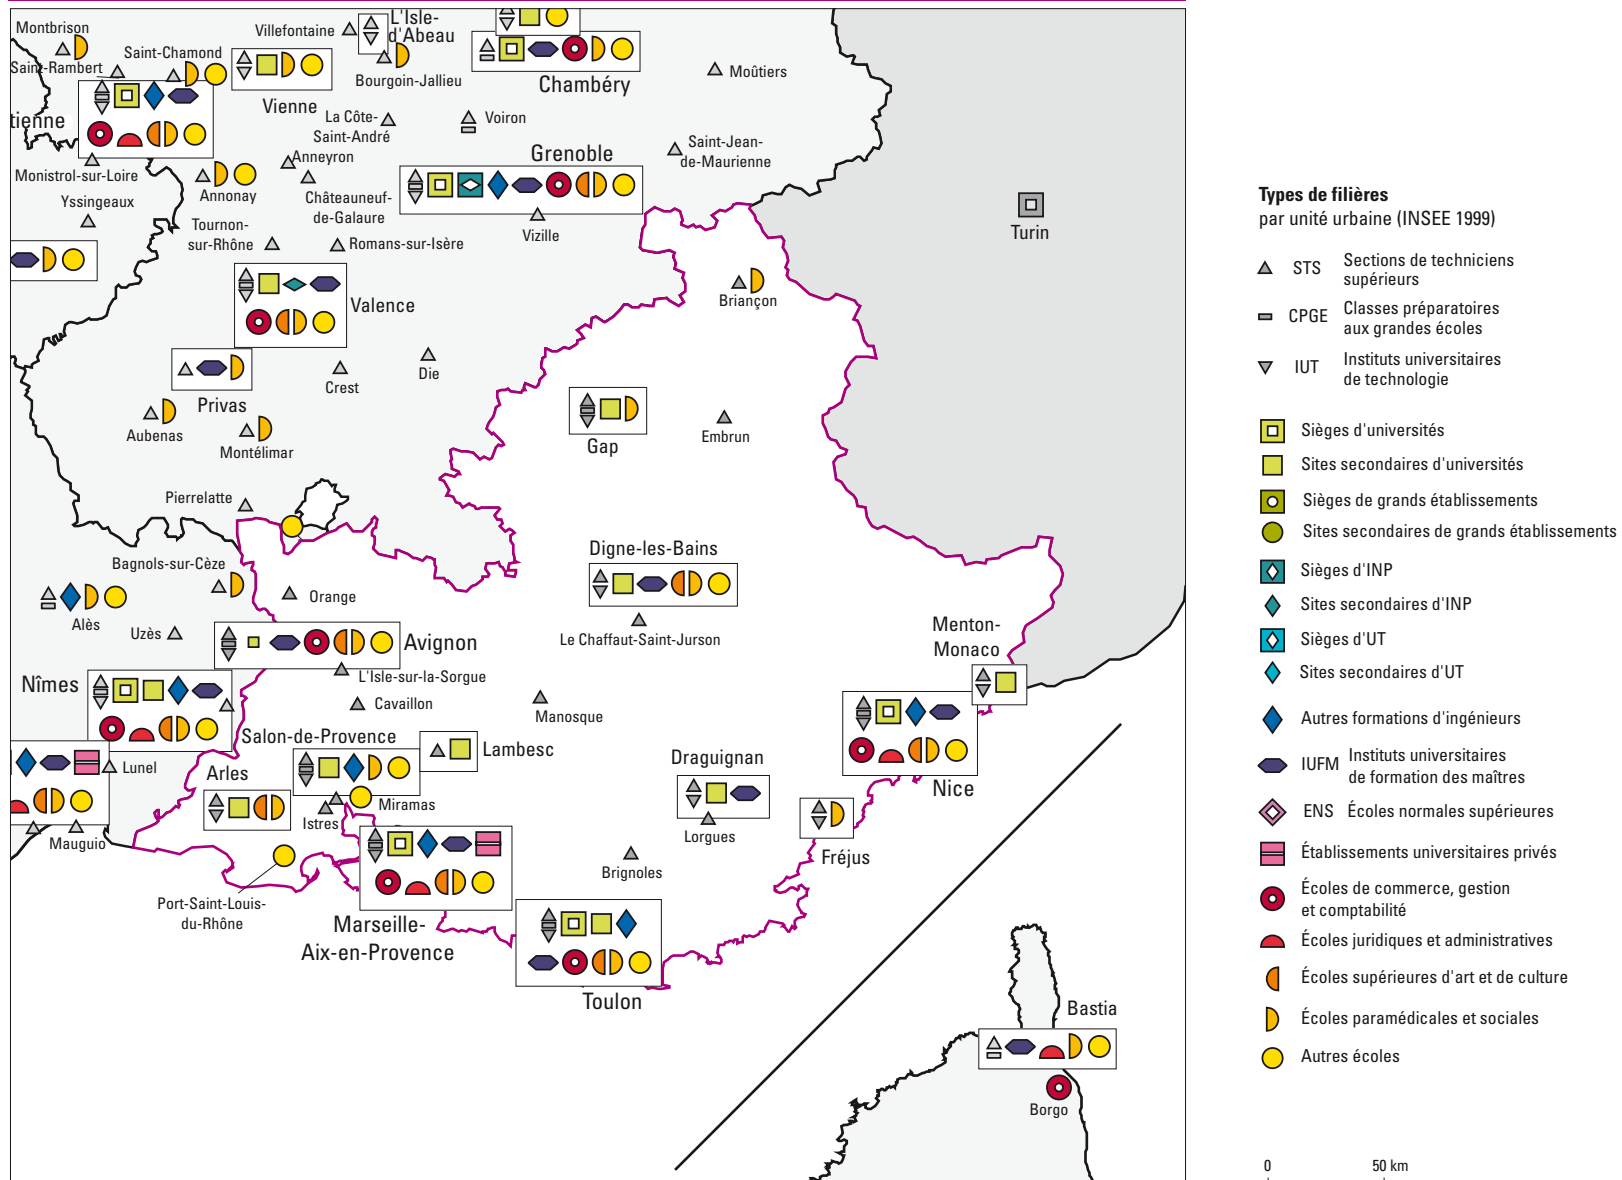 Montbrison
Saint-Rambert
Saint-Chamond
Villefontaine
L'Isle-
d'Abeau
Bourgoin-Jallieu
Chambéry
Moûtiers
tienne
Vienne
La Côte-
Saint-André
Voiron
Saint-Jean-
de-Maurienne
Anneyron
Grenoble
Monistrol-sur-Loire
Annonay
Châteauneuf-
de-Galaure
Yssingeaux
Tournon-
sur-Rhône
Romans-sur-Isère
Vizille
Turin
Briançon
Valence
Privas
Crest
Die
Aubenas
Montélimar
Gap
Embrun
Pierrelatte
Bagnols-sur-Cèze
Digne-les-Bains
Orange
Alès
Uzès
Le Chaffaut-Saint-Jurson
Menton-
Monaco
Avignon
L'Isle-sur-la-Sorgue
Nîmes
Cavaillon
Manosque
Salon-de-Provence
Lambesc
Draguignan
Lunel
Arles
Nice
Miramas
Istres
Lorgues
Mauguio
Fréjus
Brignoles
Port-Saint-Louis-
du-Rhône
Marseille-
Aix-en-Provence
Toulon
Bastia
Borgo
Types de filières
par unité urbaine (INSEE 1999)
STS Sections de techniciens
supérieurs
CPGE Classes préparatoires
aux grandes écoles
IUT Instituts universitaires
de technologie
Sièges d'universités
Sites secondaires d'universités
Sièges de grands établissements
Sites secondaires de grands établissements
Sièges d'INP
Sites secondaires d'INP
Sièges d'UT
Sites secondaires d'UT
Autres formations d'ingénieurs
IUFM Instituts universitaires
de formation des maîtres
ENS Écoles normales supérieures
Établissements universitaires privés
Écoles de commerce, gestion
et comptabilité
Écoles juridiques et administratives
Écoles supérieures d'art et de culture
Écoles paramédicales et sociales
Autres écoles
0 50 km